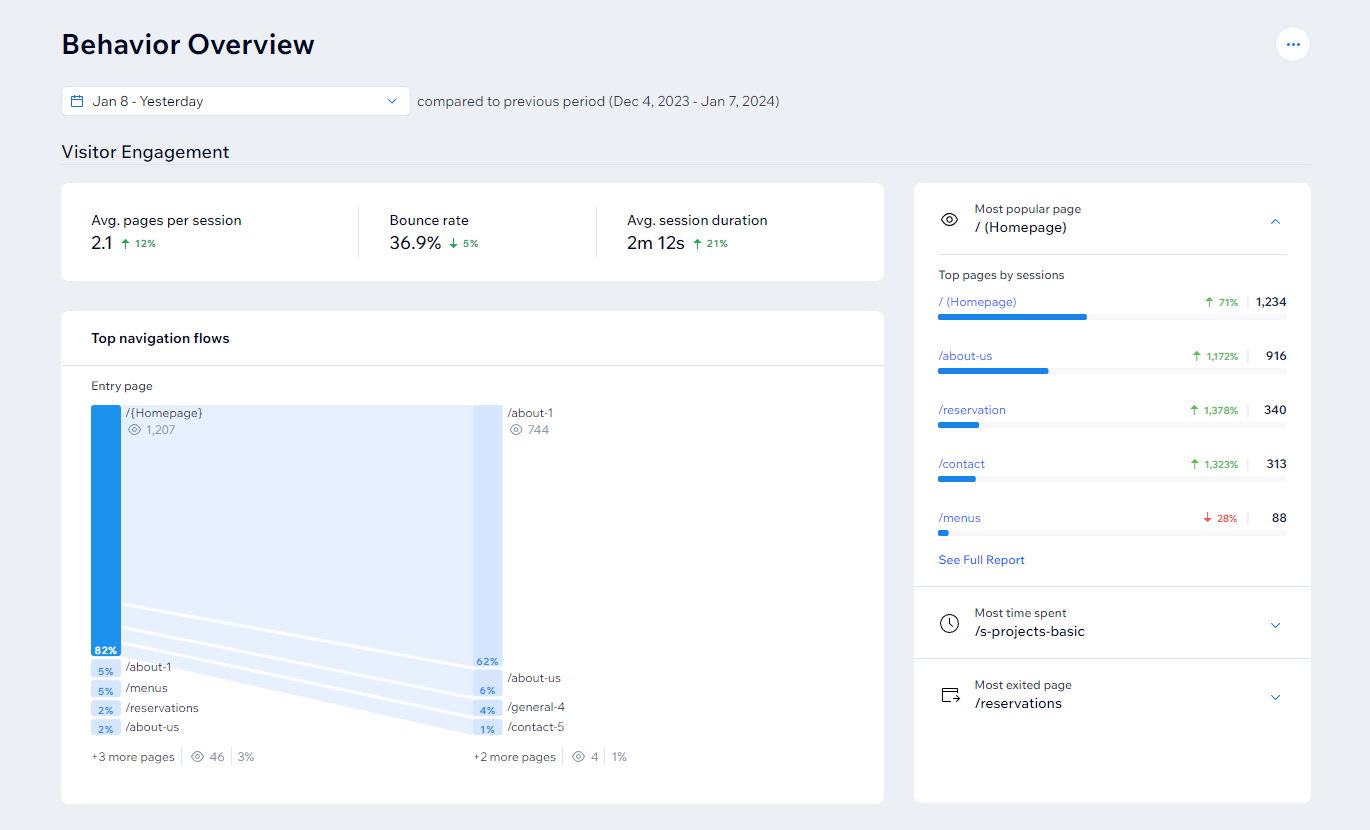 Behavior Overview
Jan 8 - Yesterday
compared to previous period (Dec 4, 2023 - Jan 7, 2024)
Visitor Engagement
Avg. pages per session
2.1 ↑ 12%
Bounce rate
36.9% ↓ 5%
Avg. session duration
2m 12s ↑ 21%
Top navigation flows
Entry page
/{Homepage}
1,207
82%
5% /about-1
5% /menus
2% /reservations
2% /about-us
+3 more pages 46 3%
/about-1
744
62%
/about-us
6%
4% /general-4
1% /contact-5
+2 more pages 4 1%
Most popular page
/ (Homepage)
Top pages by sessions
/ (Homepage) ↑ 71% 1,234
/about-us ↑ 1,172% 916
/reservation ↑ 1,378% 340
/contact ↑ 1,323% 313
/menus ↓ 28% 88
See Full Report
Most time spent
/s-projects-basic
Most exited page
/reservations